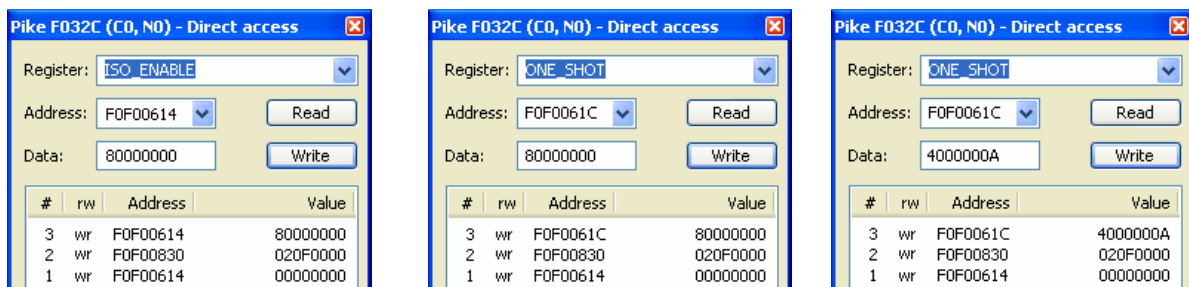 Pike F032C (C0, N0) - Direct access
Register: ISO_ENABLE
Address: F0F00614 Read
Data: 80000000 Write
# rw Address Value
3 wr F0F00614 80000000
2 wr F0F00830 020F0000
1 wr F0F00614 00000000
Pike F032C (C0, N0) - Direct access
Register: ONE_SHOT
Address: F0F0061C Read
Data: 80000000 Write
# rw Address Value
3 wr F0F0061C 80000000
2 wr F0F00830 020F0000
1 wr F0F00614 00000000
Pike F032C (C0, N0) - Direct access
Register: ONE_SHOT
Address: F0F0061C Read
Data: 4000000A Write
# rw Address Value
3 wr F0F0061C 4000000A
2 wr F0F00830 020F0000
1 wr F0F00614 00000000